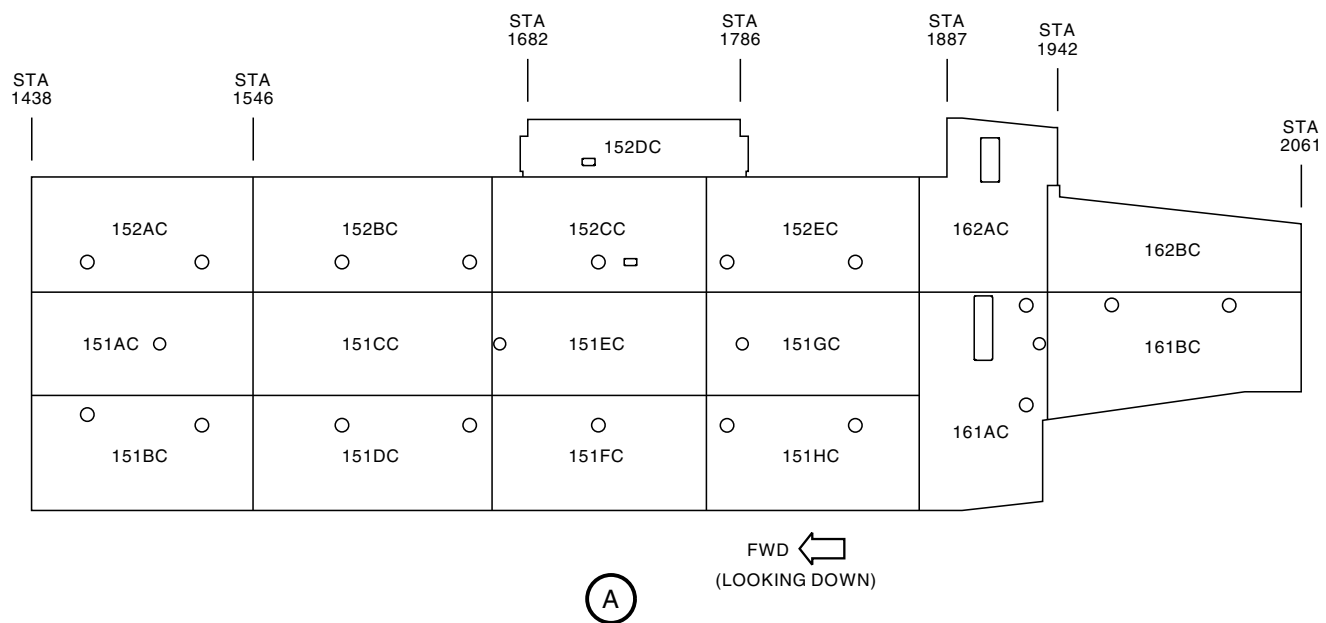 STA
1682
STA
1786
STA
1887
STA
1942
STA
1438
STA
1546
STA
2061
152DC
152AC
152BC
152CC
152EC
162AC
162BC
151AC
151CC
151EC
151GC
161BC
161AC
151BC
151DC
151FC
151HC
FWD
(LOOKING DOWN)
A